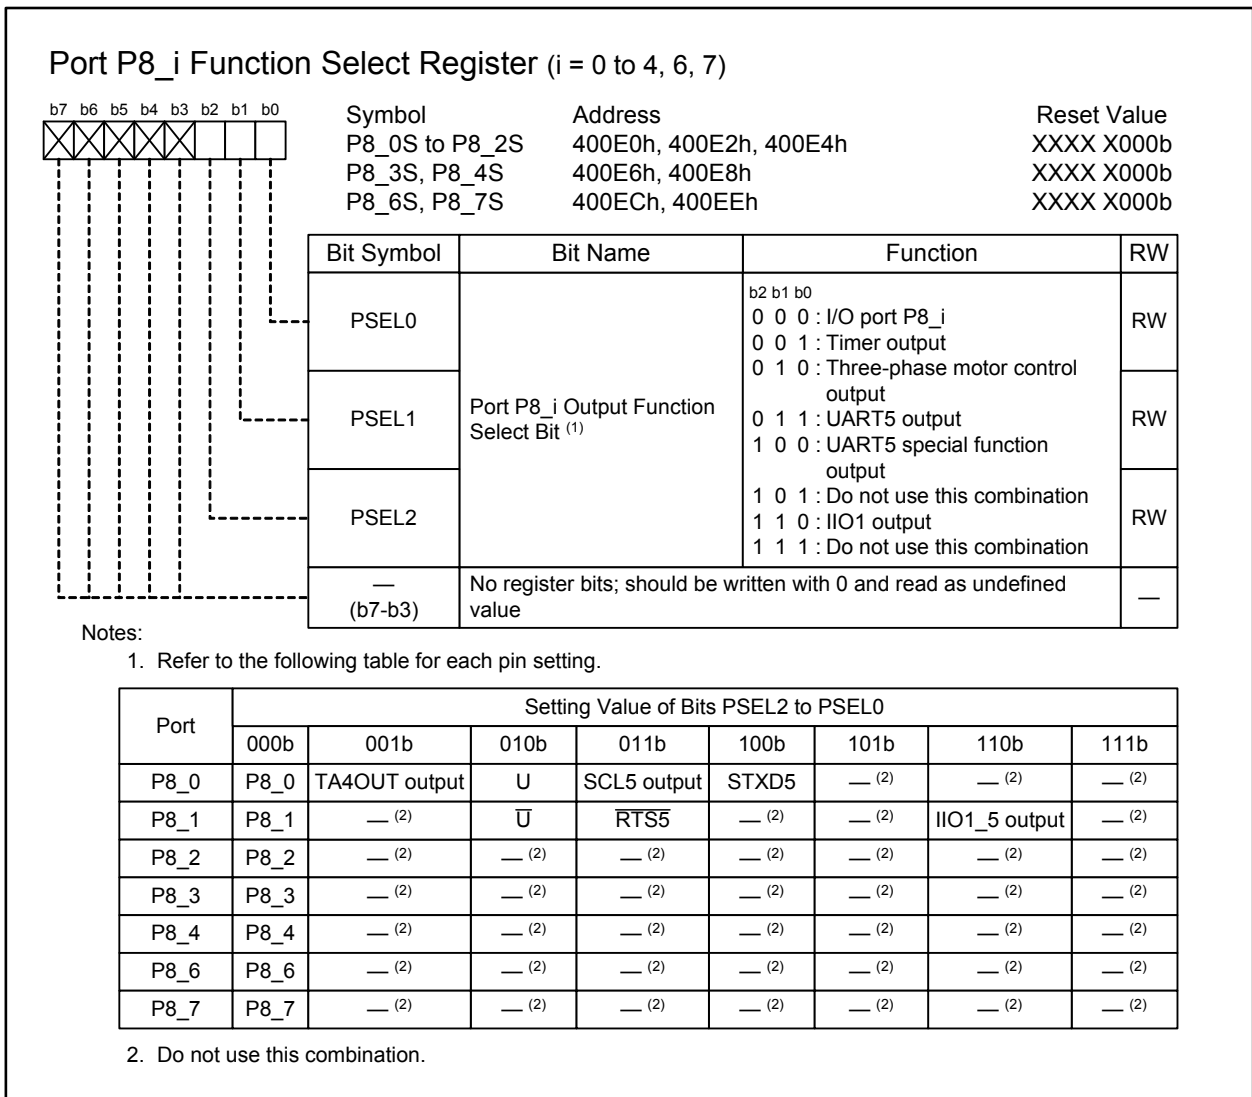 Port P8_i Function Select Register (i = 0 to 4, 6, 7)
b7 b6 b5 b4 b3 b2 b1 b0
Symbol Address Reset Value
P8_0S to P8_2S 400E0h, 400E2h, 400E4h XXXX X000b
P8_3S, P8_4S 400E6h, 400E8h XXXX X000b
P8_6S, P8_7S 400ECh, 400EEh XXXX X000b
Bit Symbol Bit Name Function RW
PSEL0 RW
PSEL1 RW
PSEL2 RW
Port P8_i Output Function
Select Bit (1)
b2 b1 b0
0 0 0 : I/O port P8_i
0 0 1 : Timer output
0 1 0 : Three-phase motor control
output
0 1 1 : UART5 output
1 0 0 : UART5 special function
output
1 0 1 : Do not use this combination
1 1 0 : IIO1 output
1 1 1 : Do not use this combination
—
(b7-b3)
No register bits; should be written with 0 and read as undefined
value
—
Notes:
1. Refer to the following table for each pin setting.
Port Setting Value of Bits PSEL2 to PSEL0
000b 001b 010b 011b 100b 101b 110b 111b
P8_0 P8_0 TA4OUT output U SCL5 output STXD5 — (2) — (2) — (2)
P8_1 P8_1 — (2) U̅ R̅T̅S̅5̅ — (2) — (2) IIO1_5 output — (2)
P8_2 P8_2 — (2) — (2) — (2) — (2) — (2) — (2) — (2)
P8_3 P8_3 — (2) — (2) — (2) — (2) — (2) — (2) — (2)
P8_4 P8_4 — (2) — (2) — (2) — (2) — (2) — (2) — (2)
P8_6 P8_6 — (2) — (2) — (2) — (2) — (2) — (2) — (2)
P8_7 P8_7 — (2) — (2) — (2) — (2) — (2) — (2) — (2)
2. Do not use this combination.